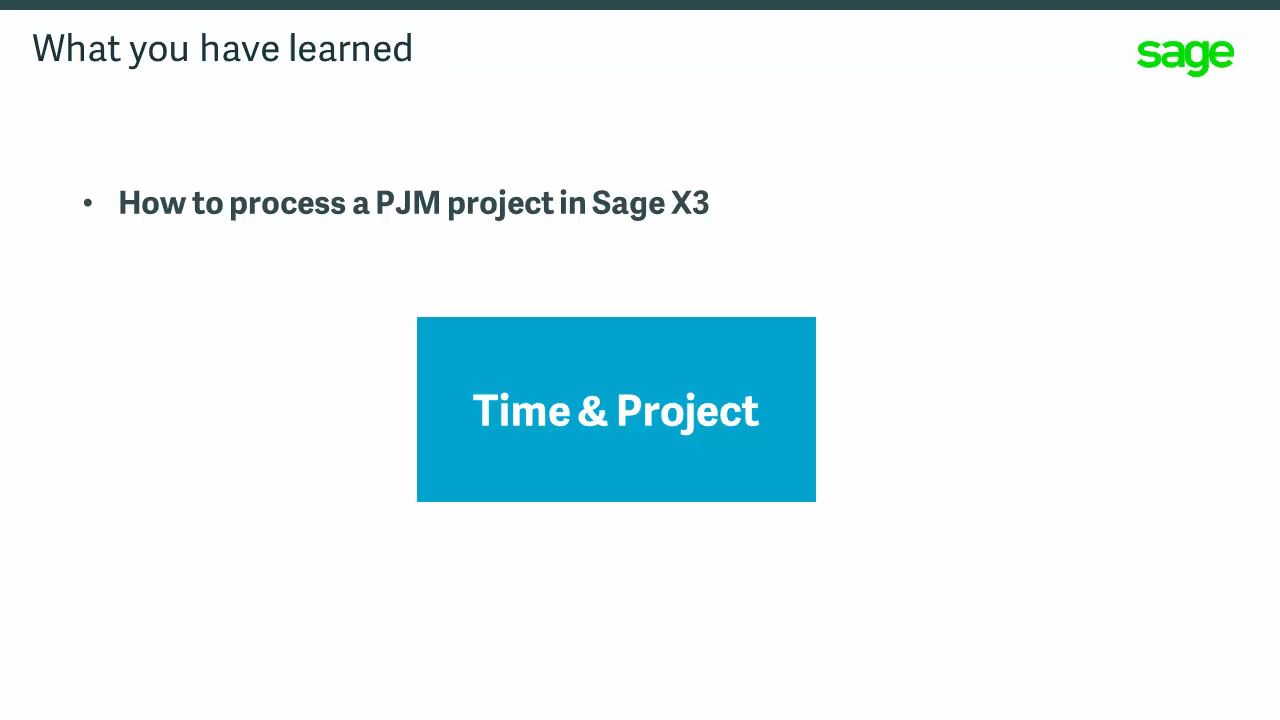 What you have learned
sage
• How to process a PJM project in Sage X3
Time & Project